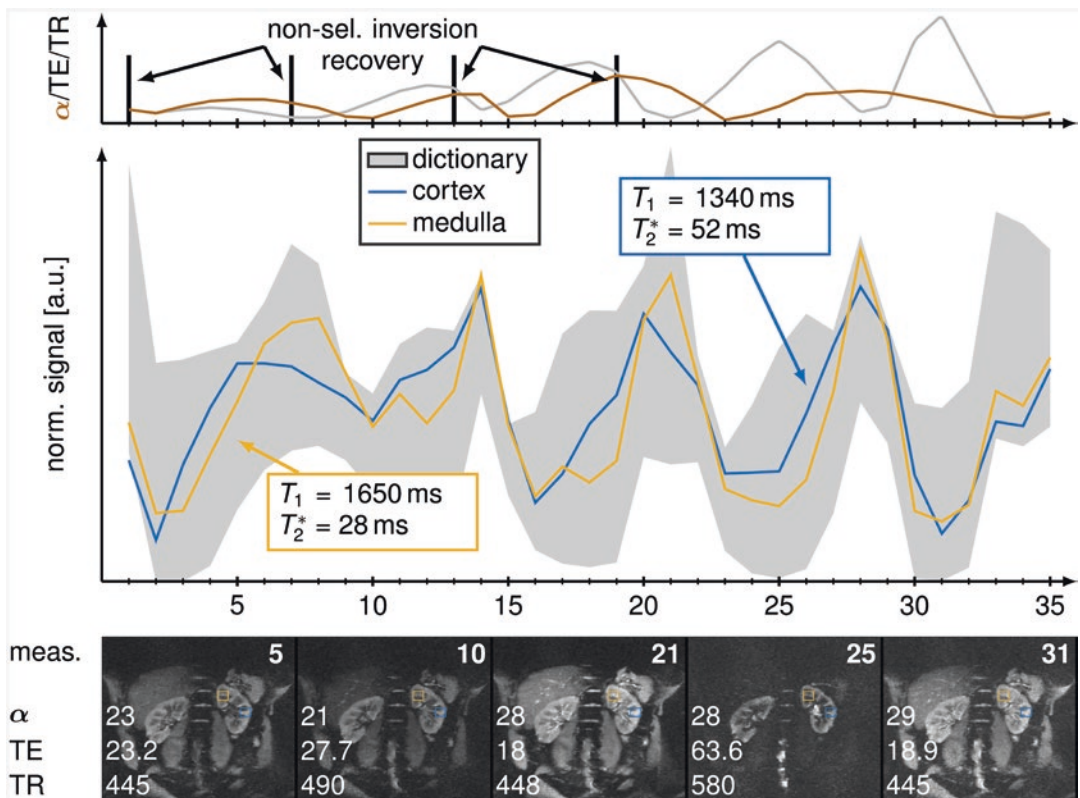 α/TE/TR
non-sel. inversion
recovery
norm. signal [a.u.]
dictionary
cortex
medulla
T₁ = 1340 ms
T₂* = 52 ms
T₁ = 1650 ms
T₂* = 28 ms
5 10 15 20 25 30 35
meas. 5 10 21 25 31
α 23 21 28 28 29
TE 23.2 27.7 18 63.6 18.9
TR 445 490 448 580 445